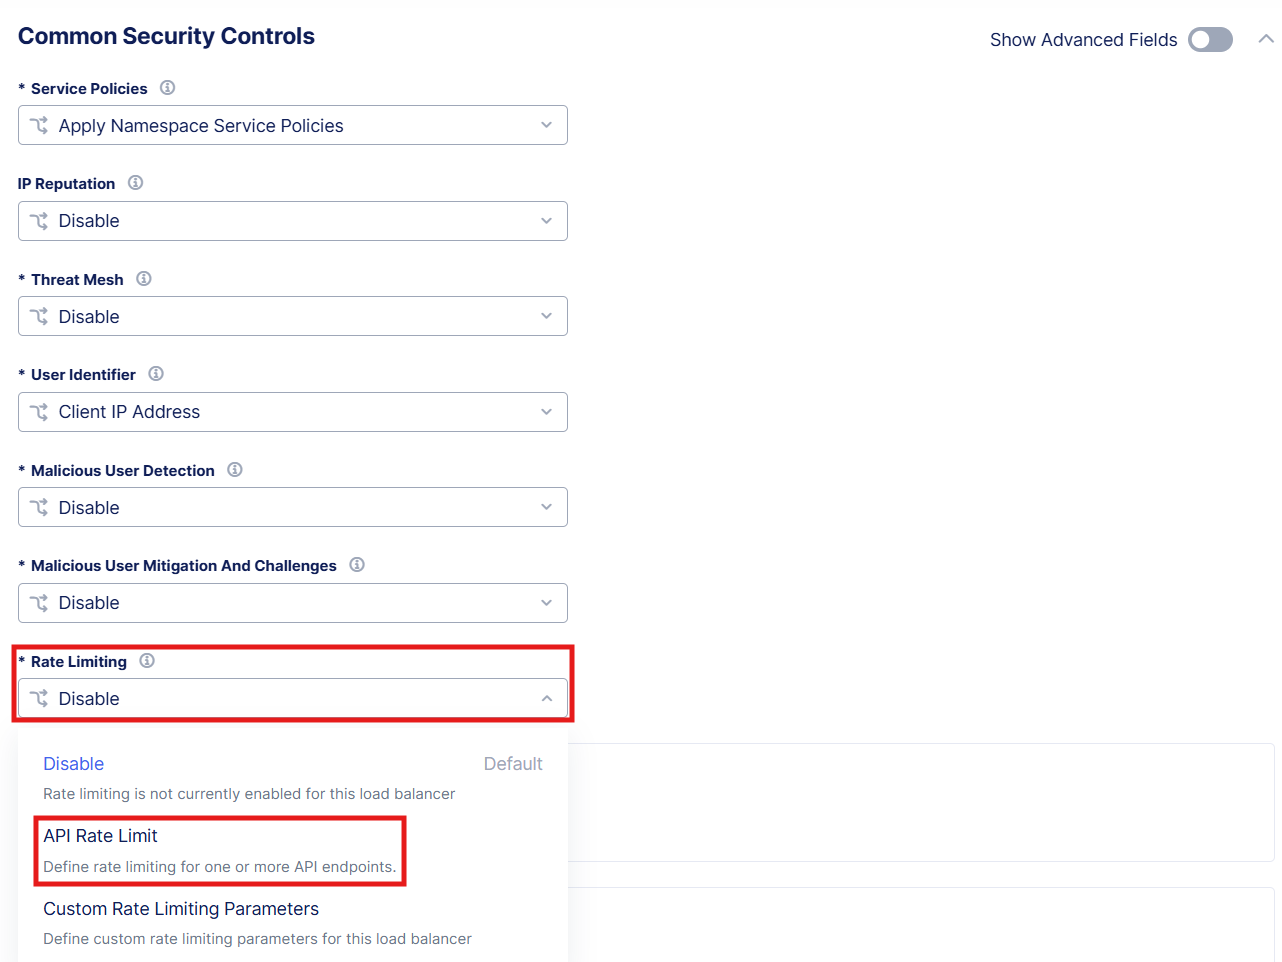 Common Security Controls
Show Advanced Fields
* Service Policies
Apply Namespace Service Policies
IP Reputation
Disable
* Threat Mesh
Disable
* User Identifier
Client IP Address
* Malicious User Detection
Disable
* Malicious User Mitigation And Challenges
Disable
* Rate Limiting
Disable
Disable Default
Rate limiting is not currently enabled for this load balancer
API Rate Limit
Define rate limiting for one or more API endpoints.
Custom Rate Limiting Parameters
Define custom rate limiting parameters for this load balancer